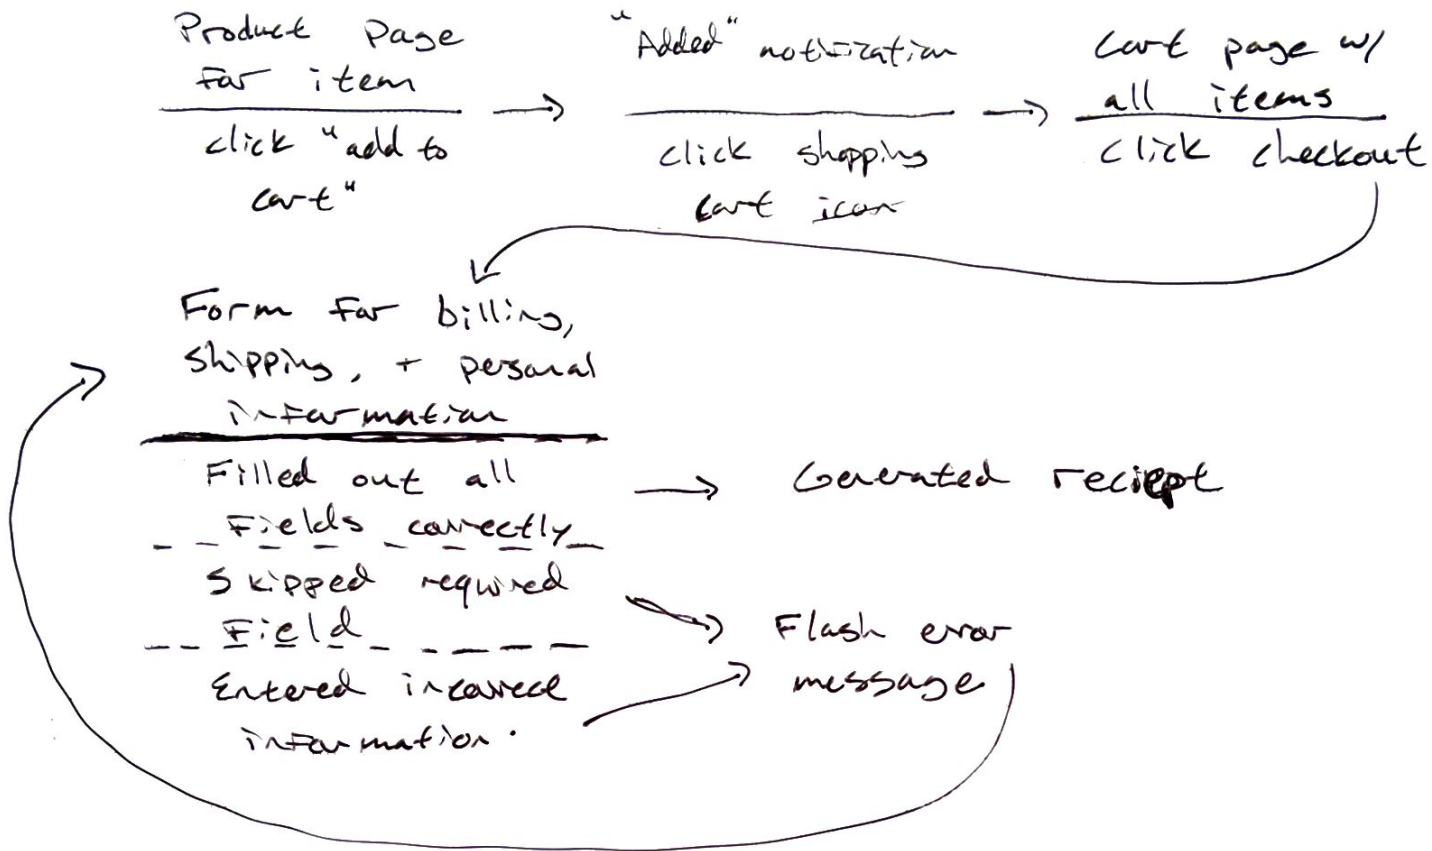 Product Page
for item
click "add to
cart"
"Added" notification
click shopping
cart icon
cart page w/
all items
click checkout
Form for billing,
shipping, + personal
information
Filled out all
fields correctly
Skipped required
Field
Entered incorrect
information.
Generated reciept
Flash error
message